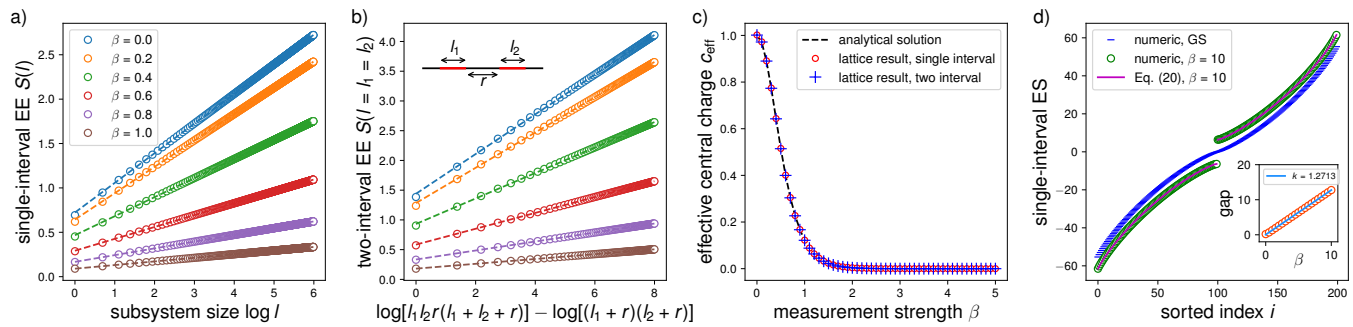 a)
single-interval EE S(l)
2.5
2.0
1.5
1.0
0.5
0.0
β = 0.0
β = 0.2
β = 0.4
β = 0.6
β = 0.8
β = 1.0
0 1 2 3 4 5 6
subsystem size log l
b)
two-interval EE S(l = l₁ = l₂)
4.0
3.5
3.0
2.5
2.0
1.5
1.0
0.5
0.0
l₁ l₂
r
0 2 4 6 8
log[l₁l₂r(l₁ + l₂ + r)] − log[(l₁ + r)(l₂ + r)]
c)
effective central charge c_eff
1.0
0.8
0.6
0.4
0.2
0.0
analytical solution
lattice result, single interval
lattice result, two interval
0 1 2 3 4 5
measurement strength β
d)
single-interval ES
60
40
20
0
−20
−40
−60
numeric, GS
numeric, β = 10
Eq. (20), β = 10
gap
20
10
0
k = 1.2713
0 10
β
0 50 100 150 200
sorted index i